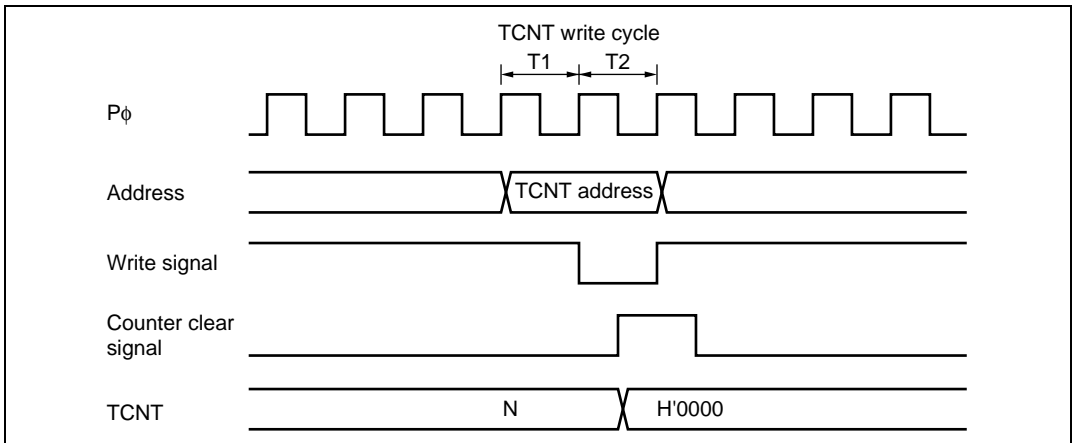 TCNT write cycle
T1 T2
Pϕ
Address
TCNT address
Write signal
Counter clear
signal
TCNT
N
H'0000